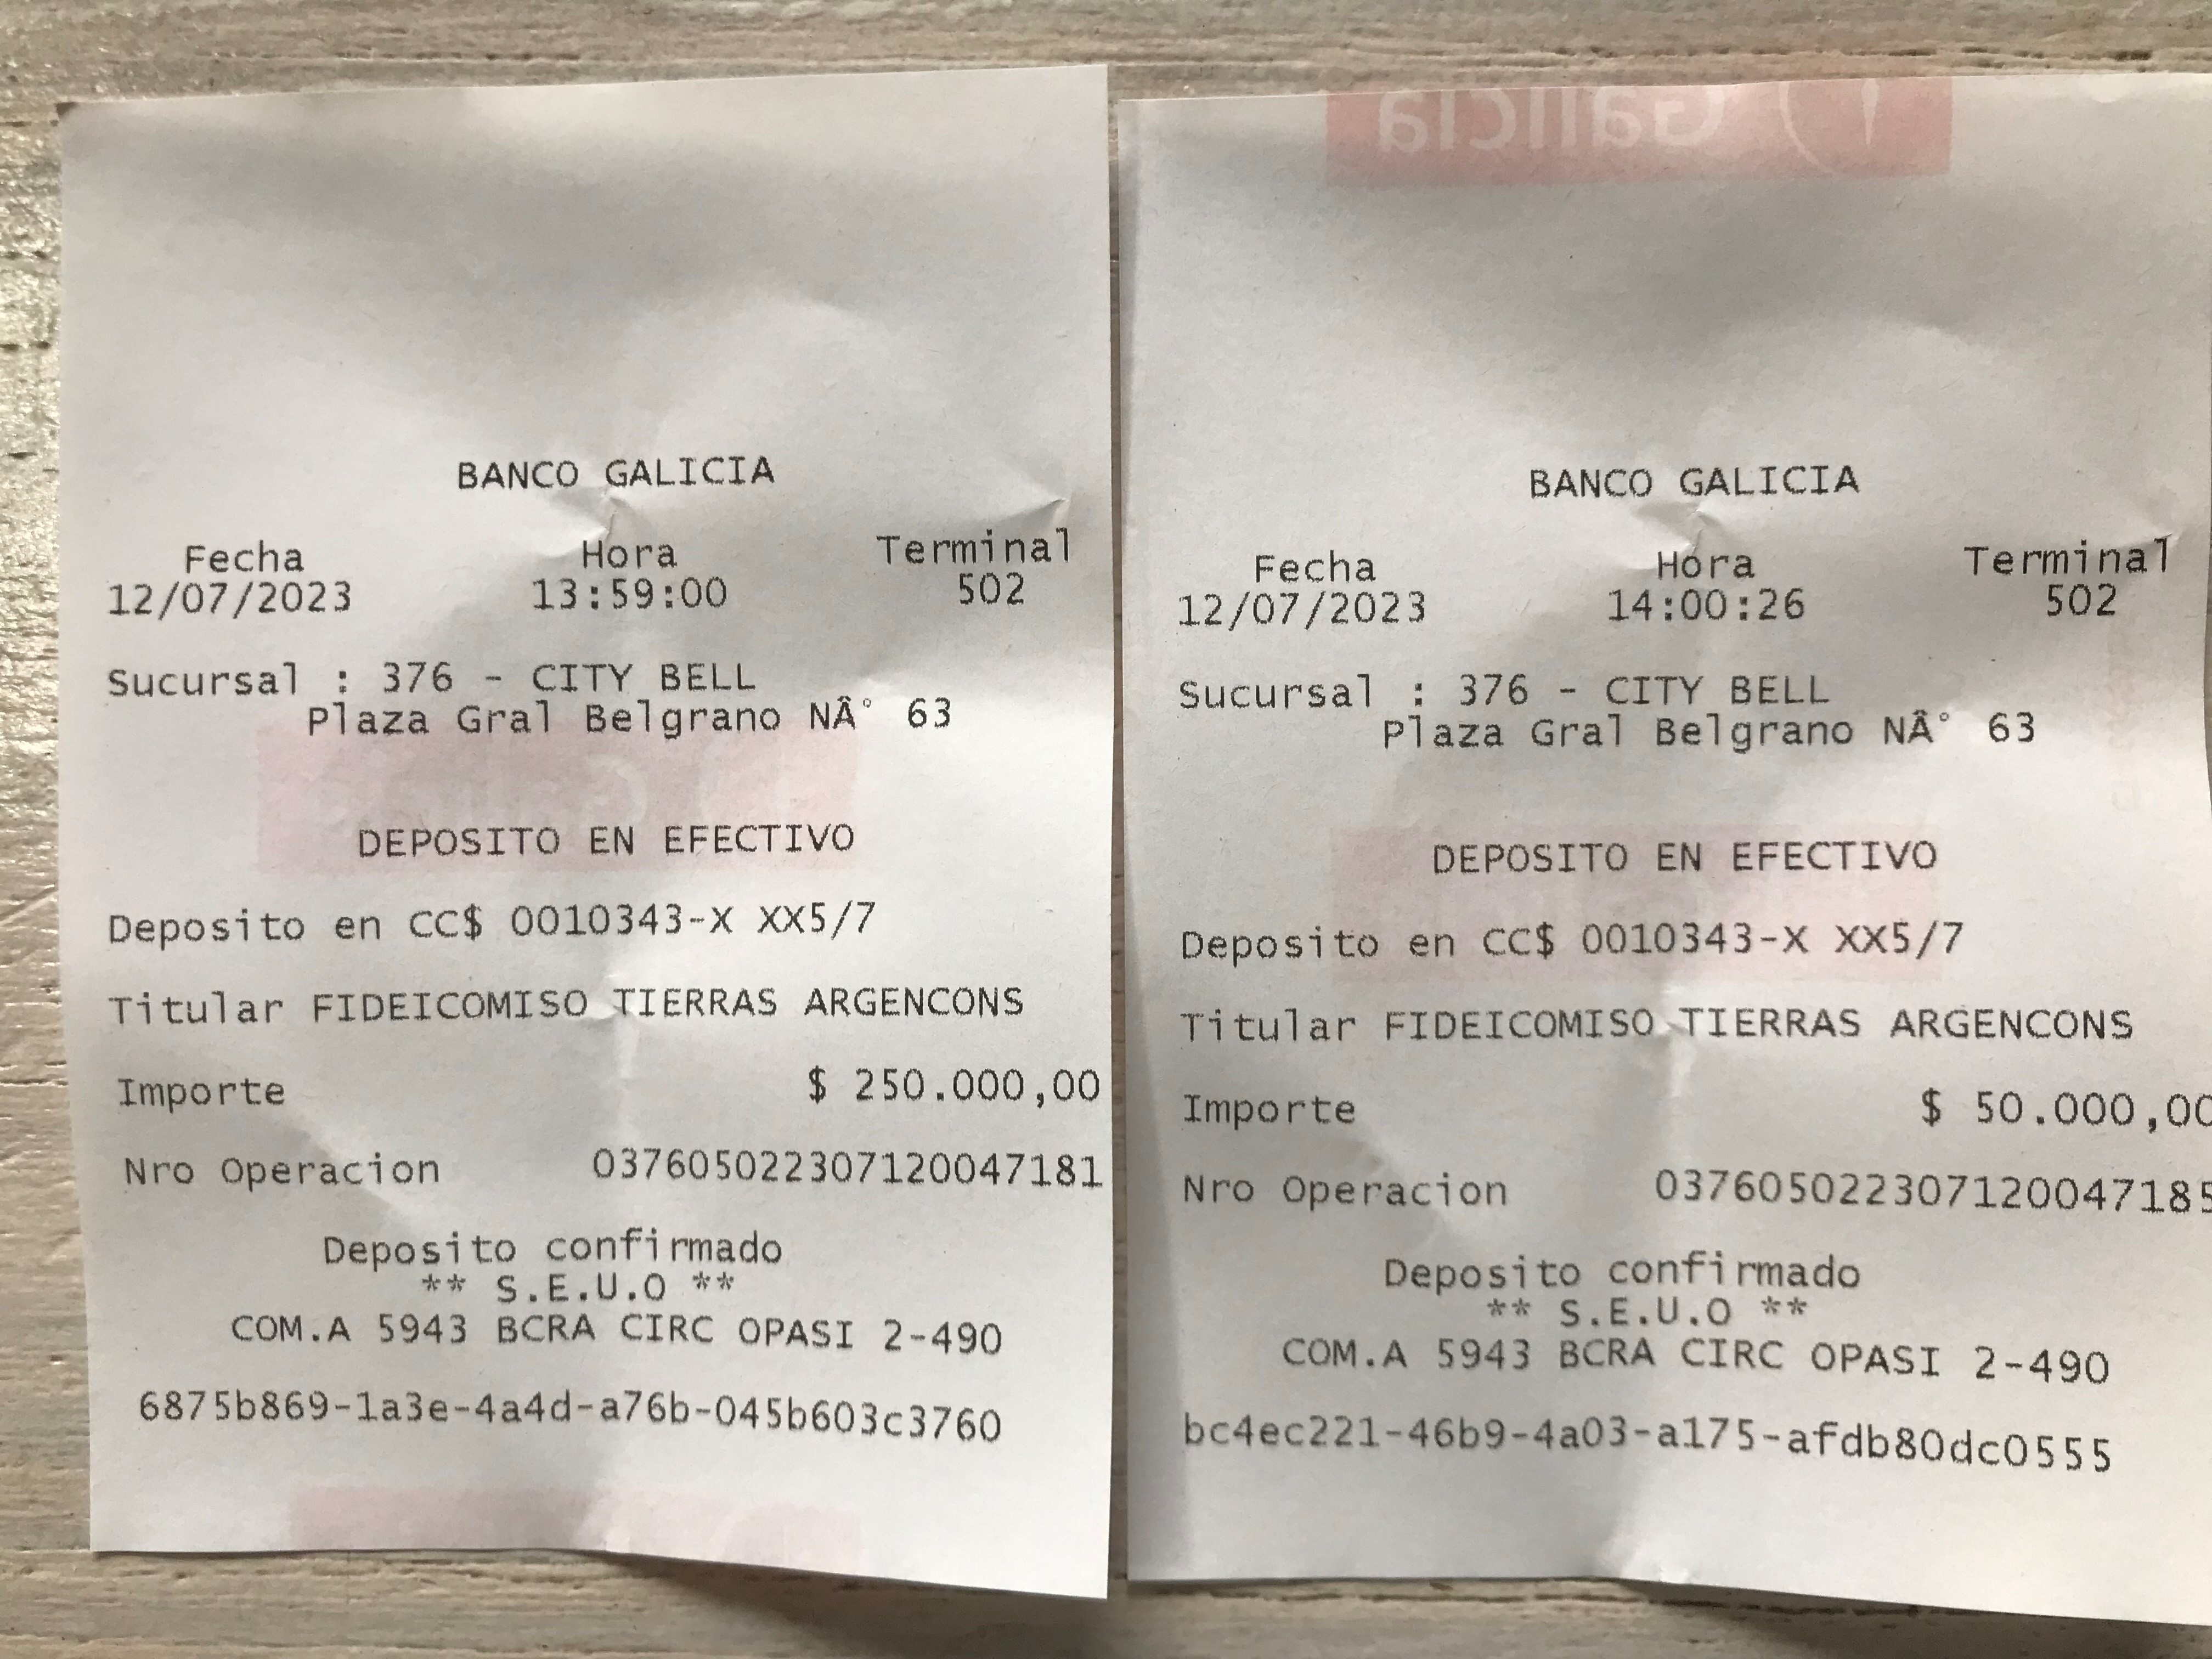 BANCO GALICIA
Fecha Hora Terminal
12/07/2023 13:59:00 502
Sucursal : 376 - CITY BELL
Plaza Gral Belgrano NÂ° 63
DEPOSITO EN EFECTIVO
Deposito en CC$ 0010343-X XX5/7
Titular FIDEICOMISO TIERRAS ARGENCONS
Importe $ 250.000,00
Nro Operacion 037605022307120047181
Deposito confirmado
** S.E.U.O **
COM.A 5943 BCRA CIRC OPASI 2-490
6875b869-1a3e-4a4d-a76b-045b603c3760
Galicia
BANCO GALICIA
Fecha Hora Terminal
12/07/2023 14:00:26 502
Sucursal : 376 - CITY BELL
Plaza Gral Belgrano NÂ° 63
DEPOSITO EN EFECTIVO
Deposito en CC$ 0010343-X XX5/7
Titular FIDEICOMISO TIERRAS ARGENCONS
Importe $ 50.000,00
Nro Operacion 037605022307120047185
Deposito confirmado
** S.E.U.O **
COM.A 5943 BCRA CIRC OPASI 2-490
bc4ec221-46b9-4a03-a175-afdb80dc0555